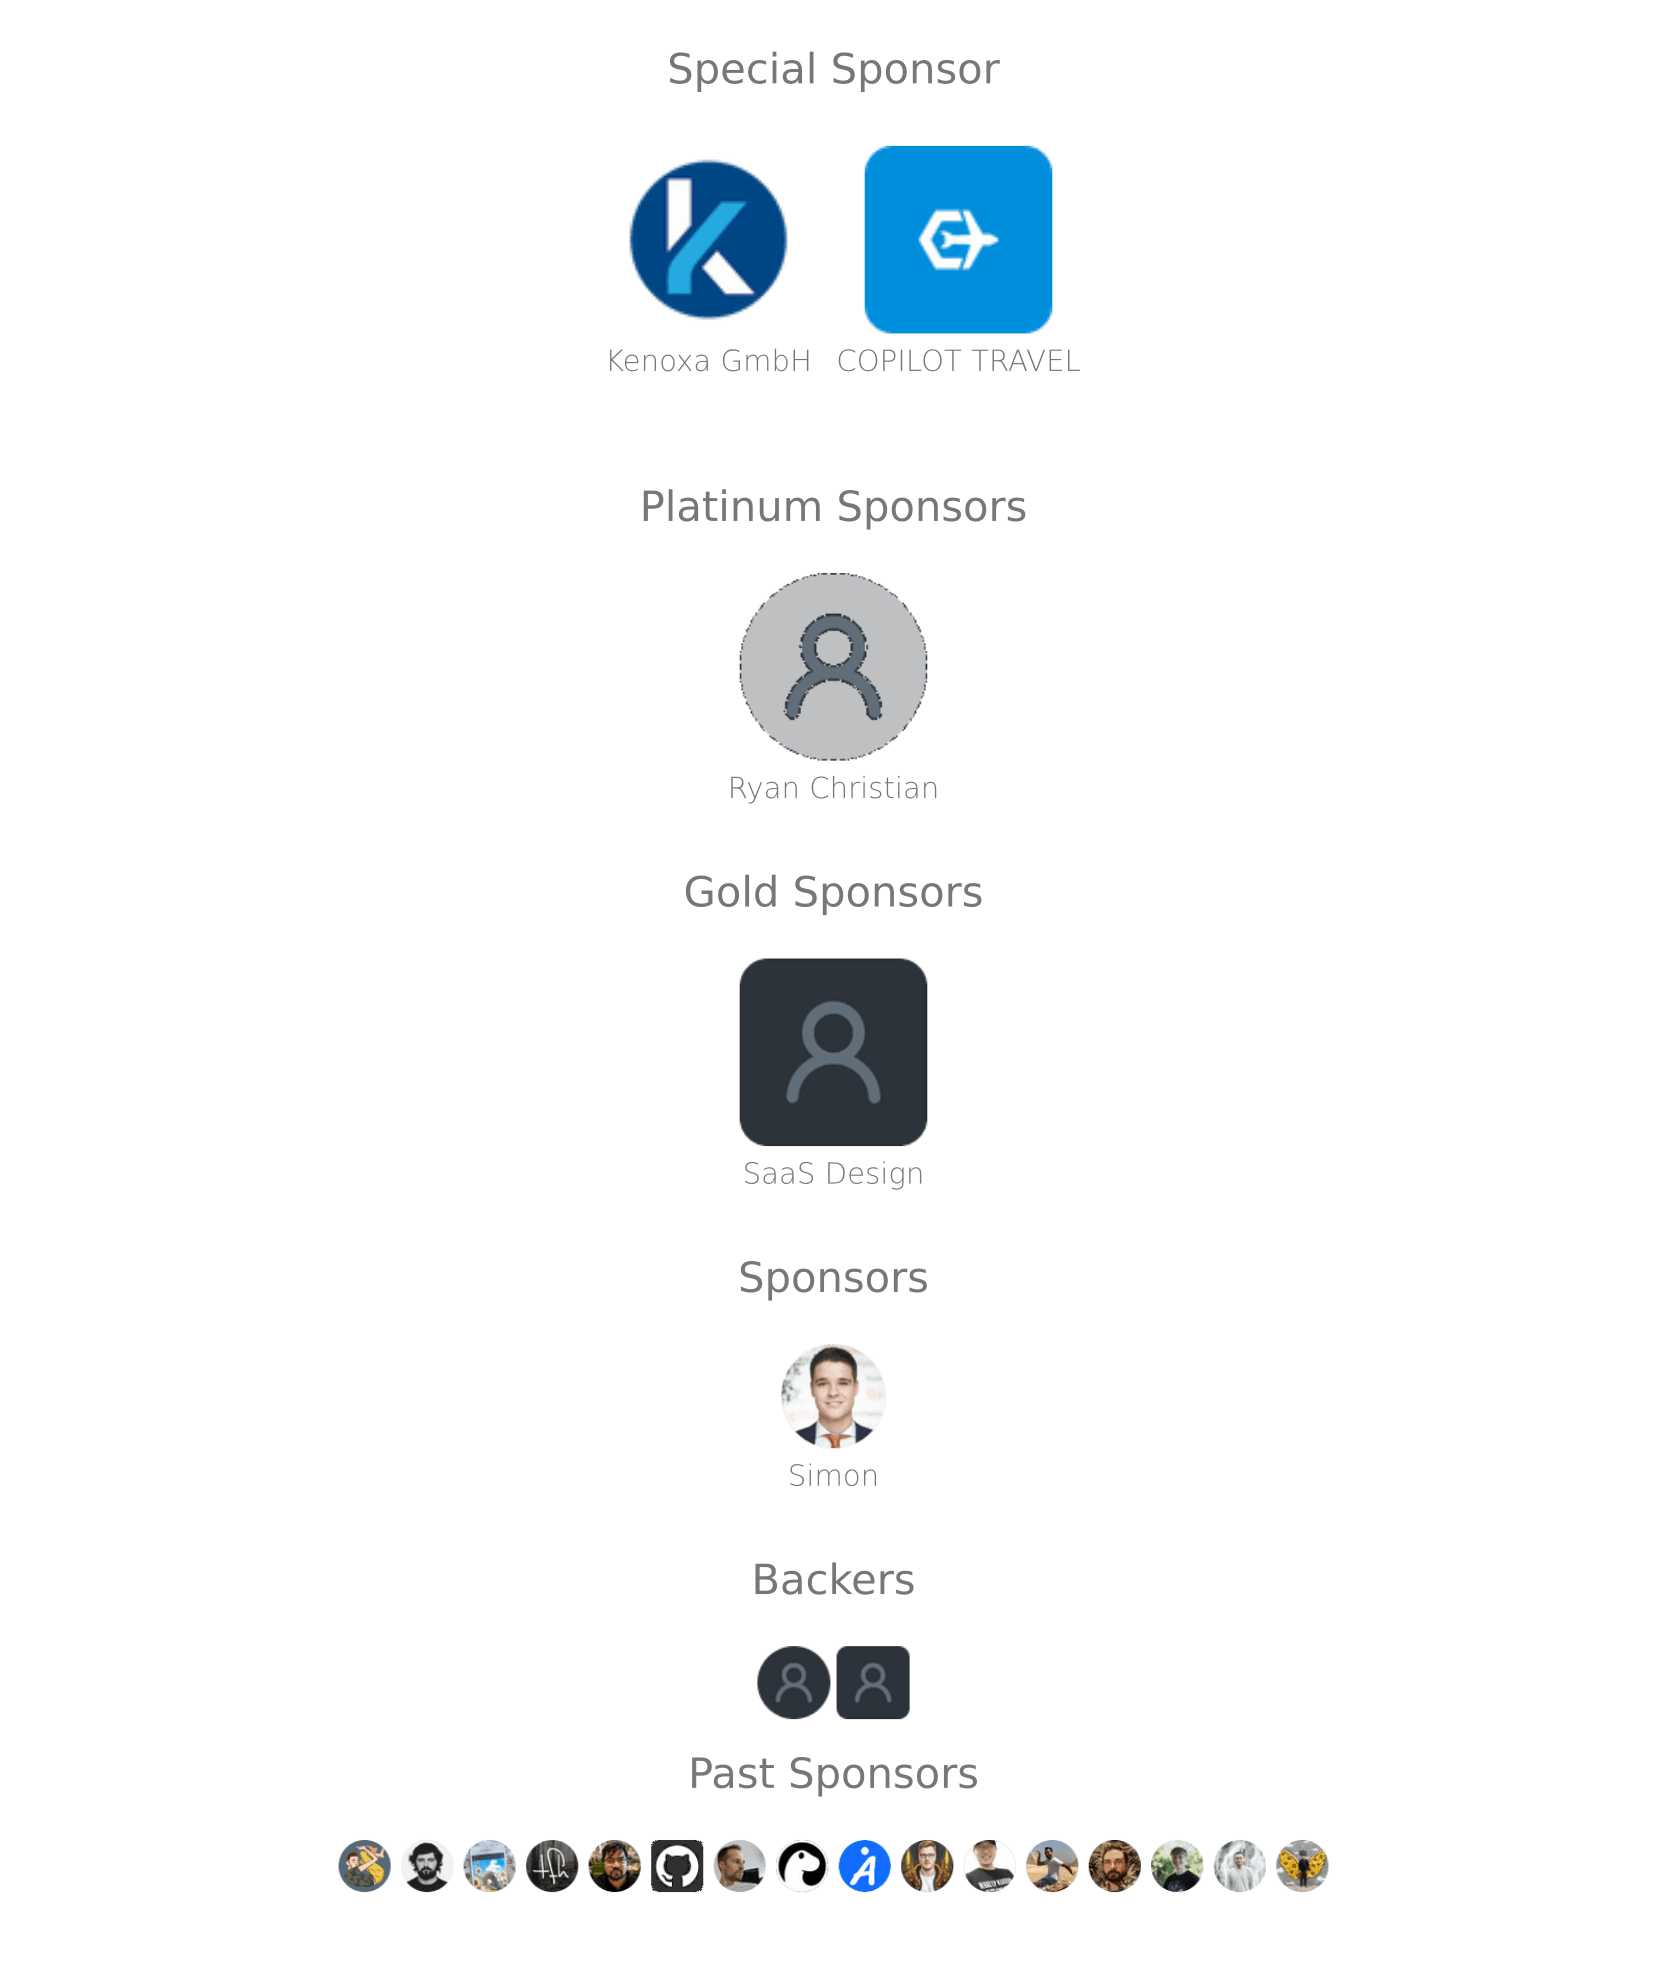 Special Sponsor
Kenoxa GmbH COPILOT TRAVEL
Platinum Sponsors
Ryan Christian
Gold Sponsors
SaaS Design
Sponsors
Simon
Backers
Past Sponsors